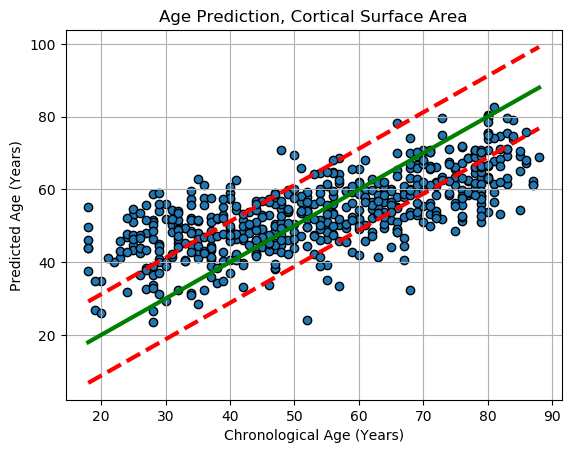 Age Prediction, Cortical Surface Area
100
80
60
40
20
Predicted Age (Years)
20 30 40 50 60 70 80 90
Chronological Age (Years)